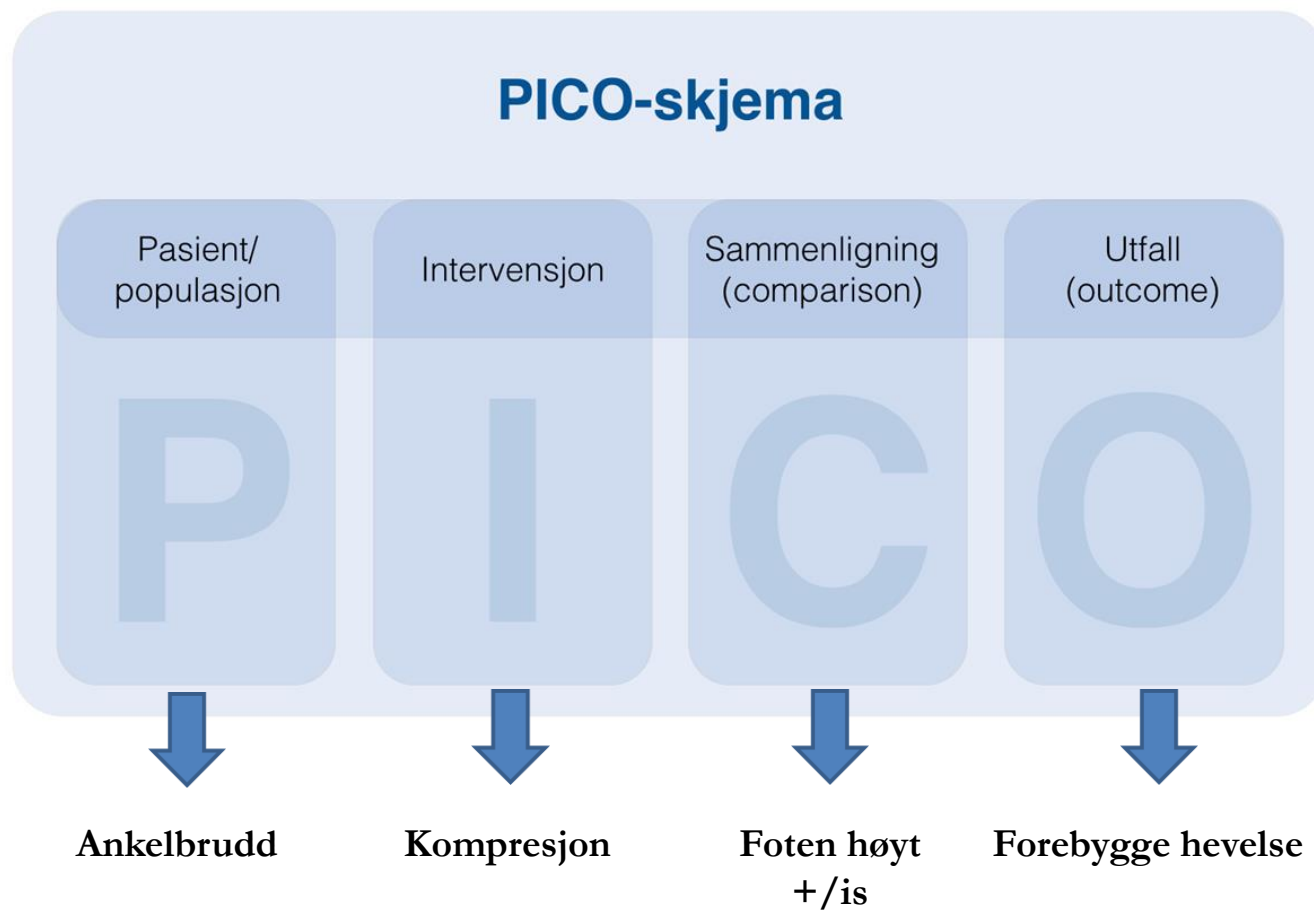 PICO-skjema
Pasient/
populasjon
Intervensjon
Sammenligning
(comparison)
Utfall
(outcome)
P
I
C
O
Ankelbrudd
Kompresjon
Foten høyt
+/is
Forebygge hevelse